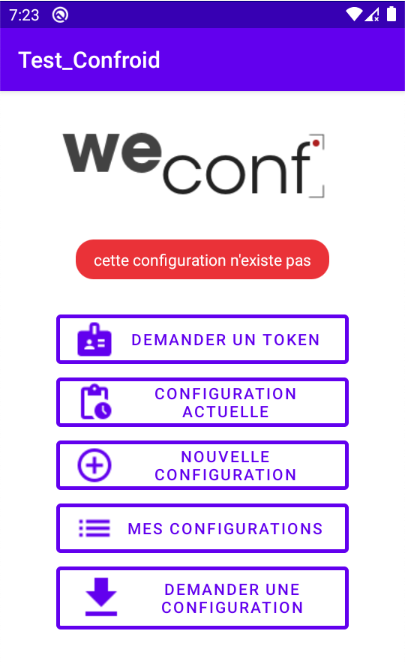 7:23
Test_Confroid
weconf
cette configuration n'existe pas
DEMANDER UN TOKEN
CONFIGURATION
ACTUELLE
NOUVELLE
CONFIGURATION
MES CONFIGURATIONS
DEMANDER UNE
CONFIGURATION